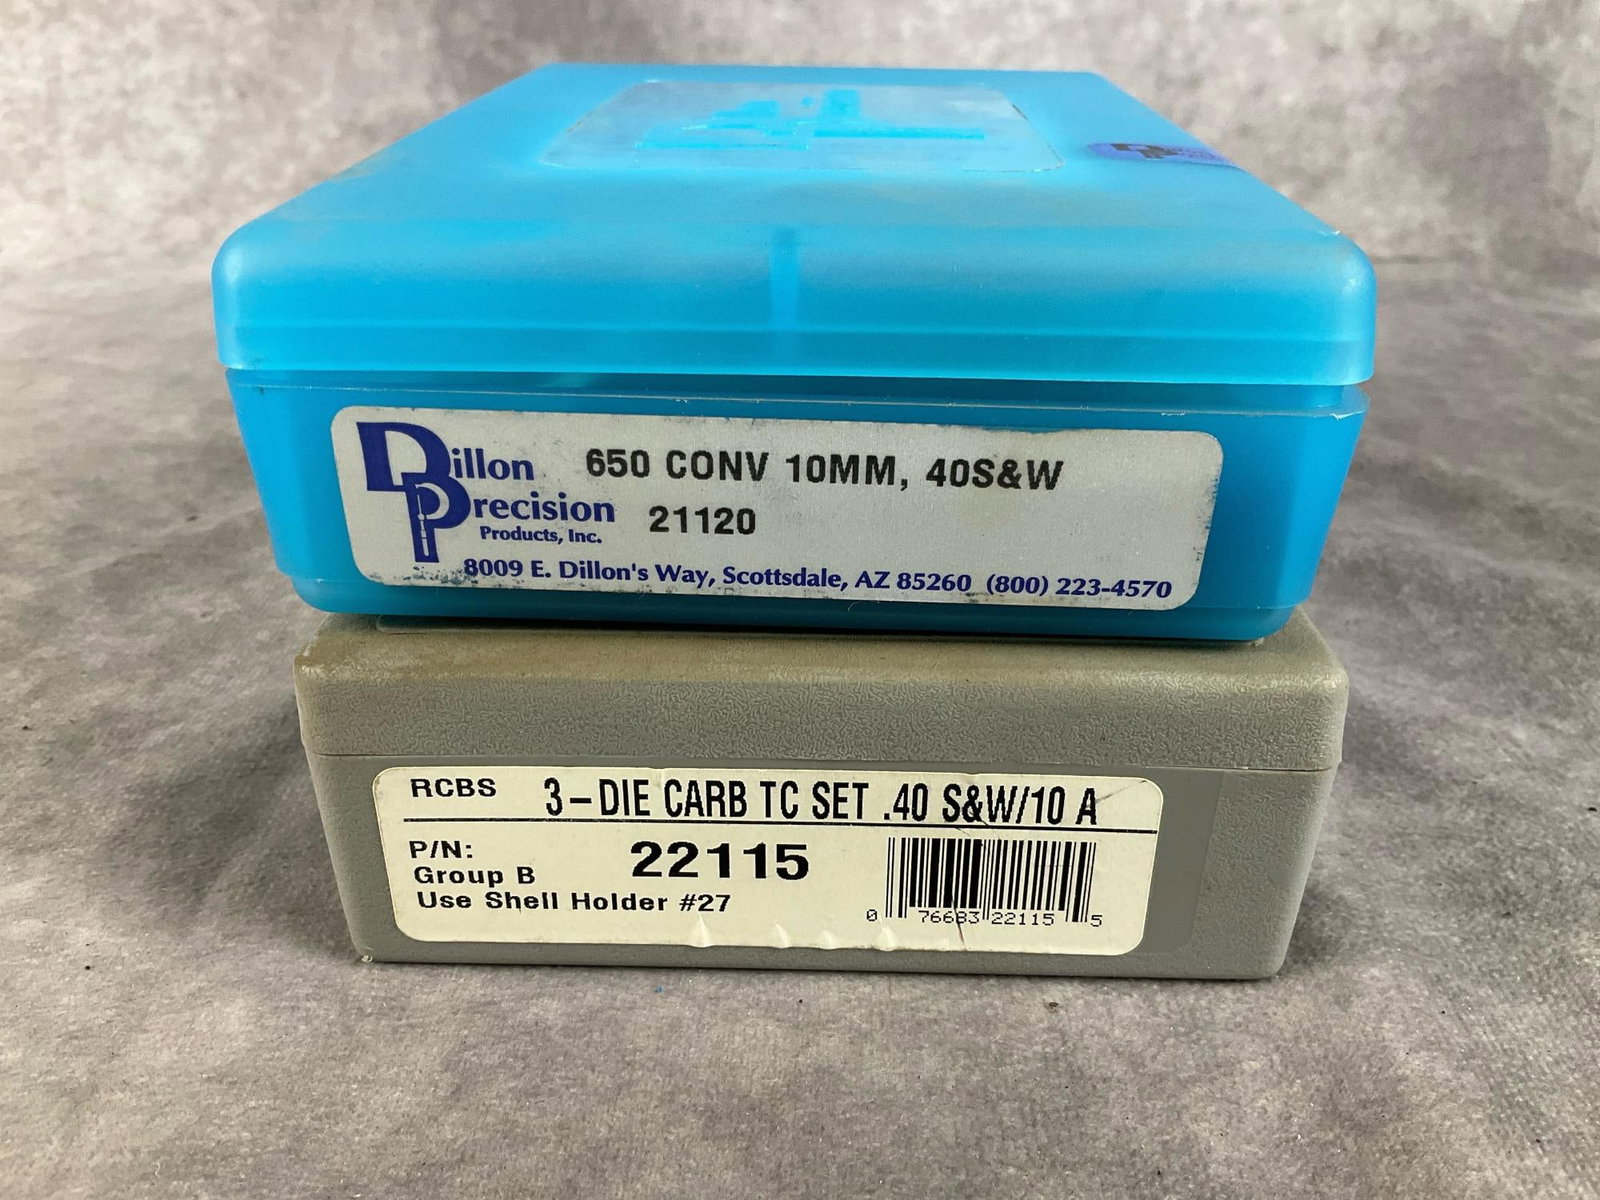 Dillon
Precision
Products, Inc.
650 CONV 10MM, 40S&W
21120
8009 E. Dillon's Way, Scottsdale, AZ 85260 (800) 223-4570
RCBS 3-DIE CARB TC SET .40 S&W/10 A
P/N: 22115
Group B
Use Shell Holder #27
0 76683 22115 5